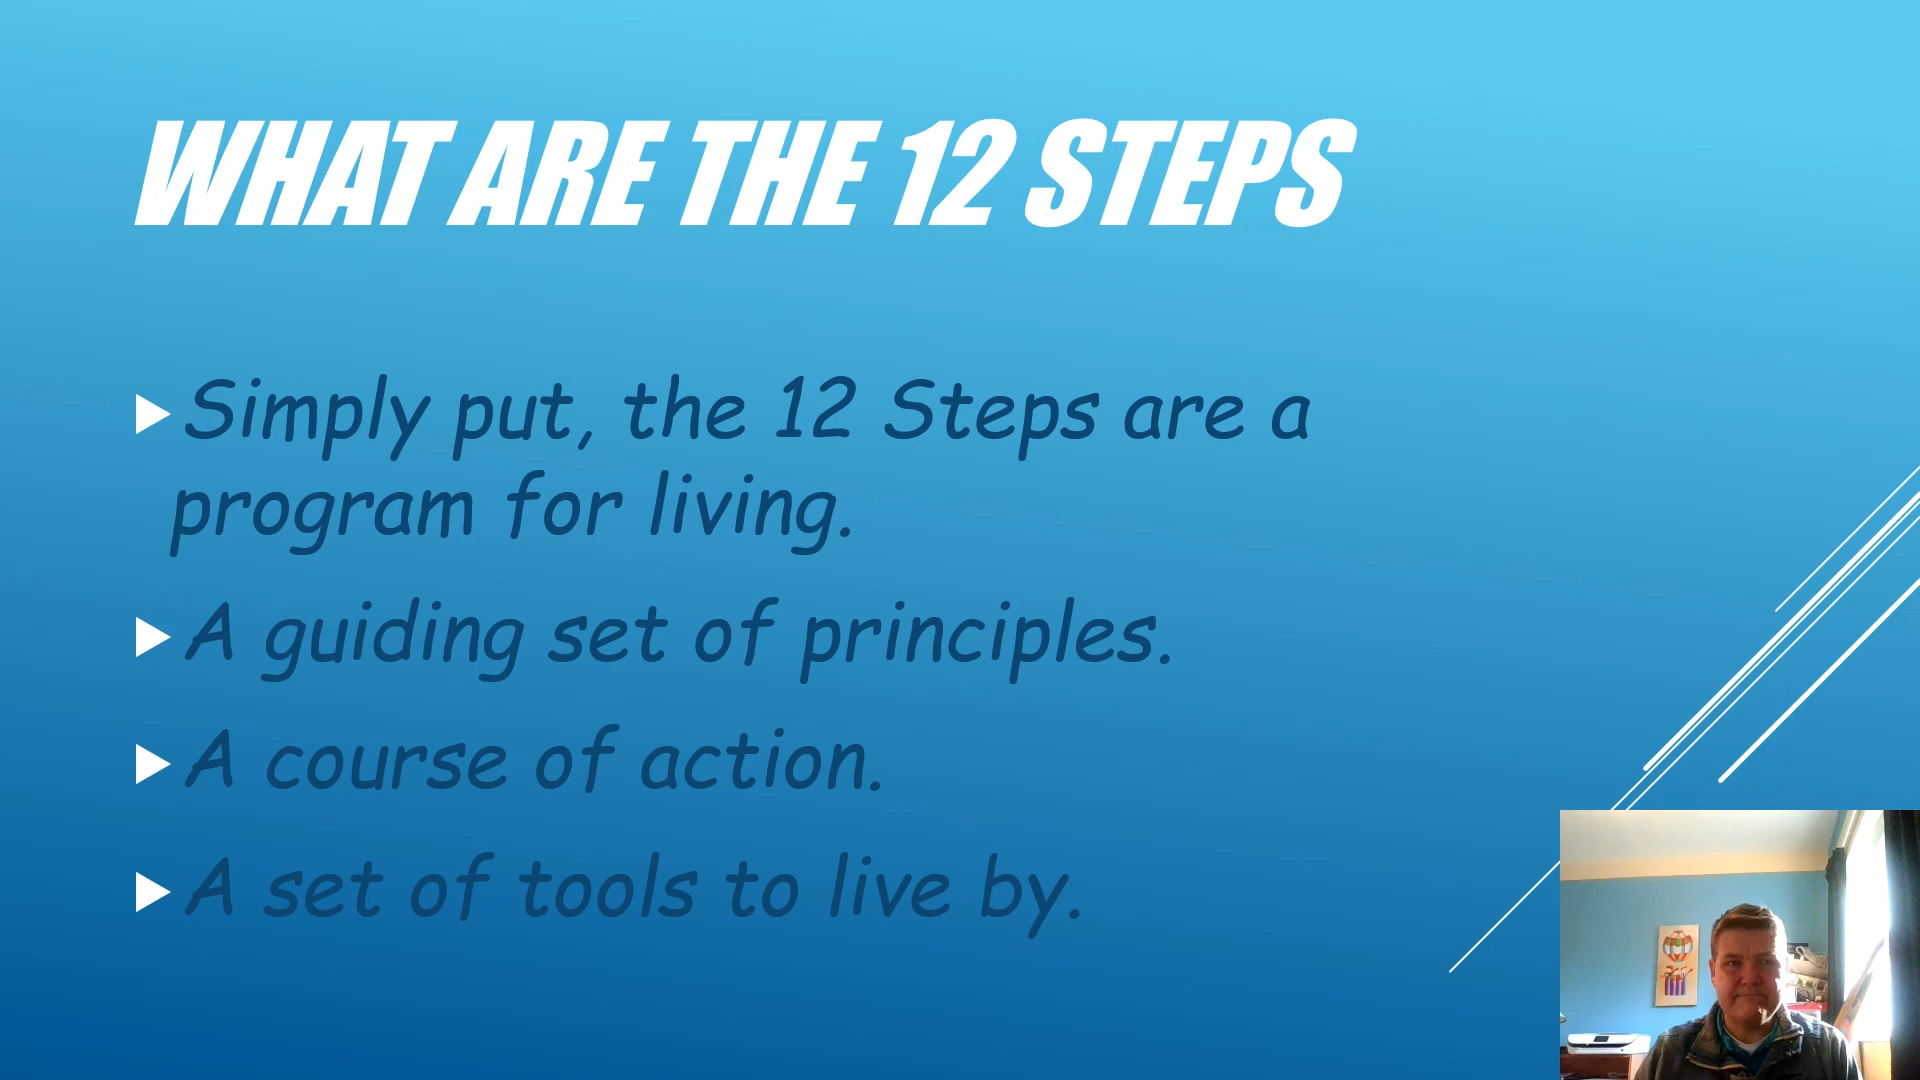 WHAT ARE THE 12 STEPS
Simply put, the 12 Steps are a
program for living.
A guiding set of principles.
A course of action.
A set of tools to live by.